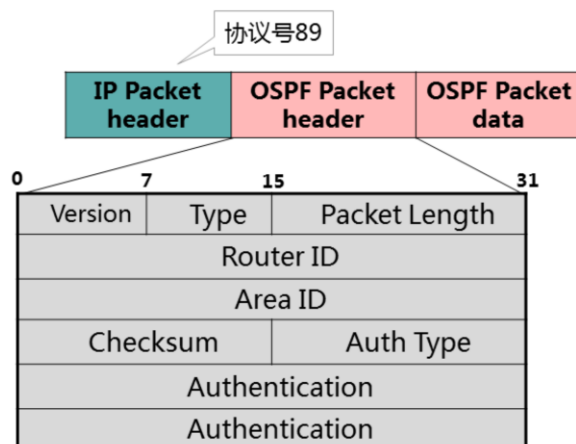 协议号89
IP Packet header
OSPF Packet header
OSPF Packet data
0 7 15 31
Version Type Packet Length
Router ID
Area ID
Checksum Auth Type
Authentication
Authentication